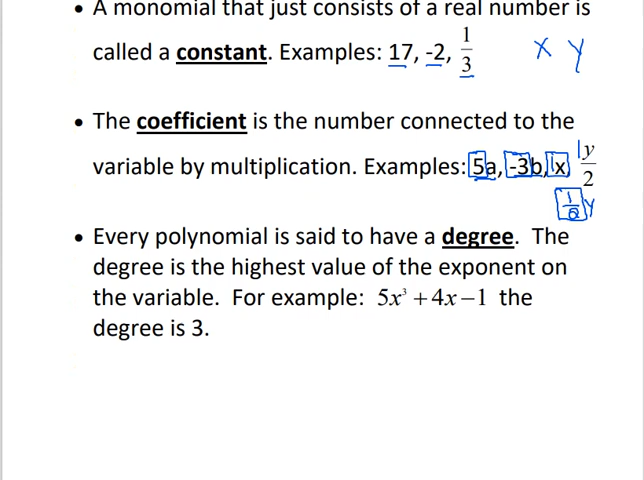 • A monomial that just consists of a real number is
called a constant. Examples: 17, -2, 1/3 x y
• The coefficient is the number connected to the
variable by multiplication. Examples: 5a, -3b, 1x, 1y/2
1/2 y
• Every polynomial is said to have a degree. The
degree is the highest value of the exponent on
the variable. For example: 5x³ + 4x − 1 the
degree is 3.